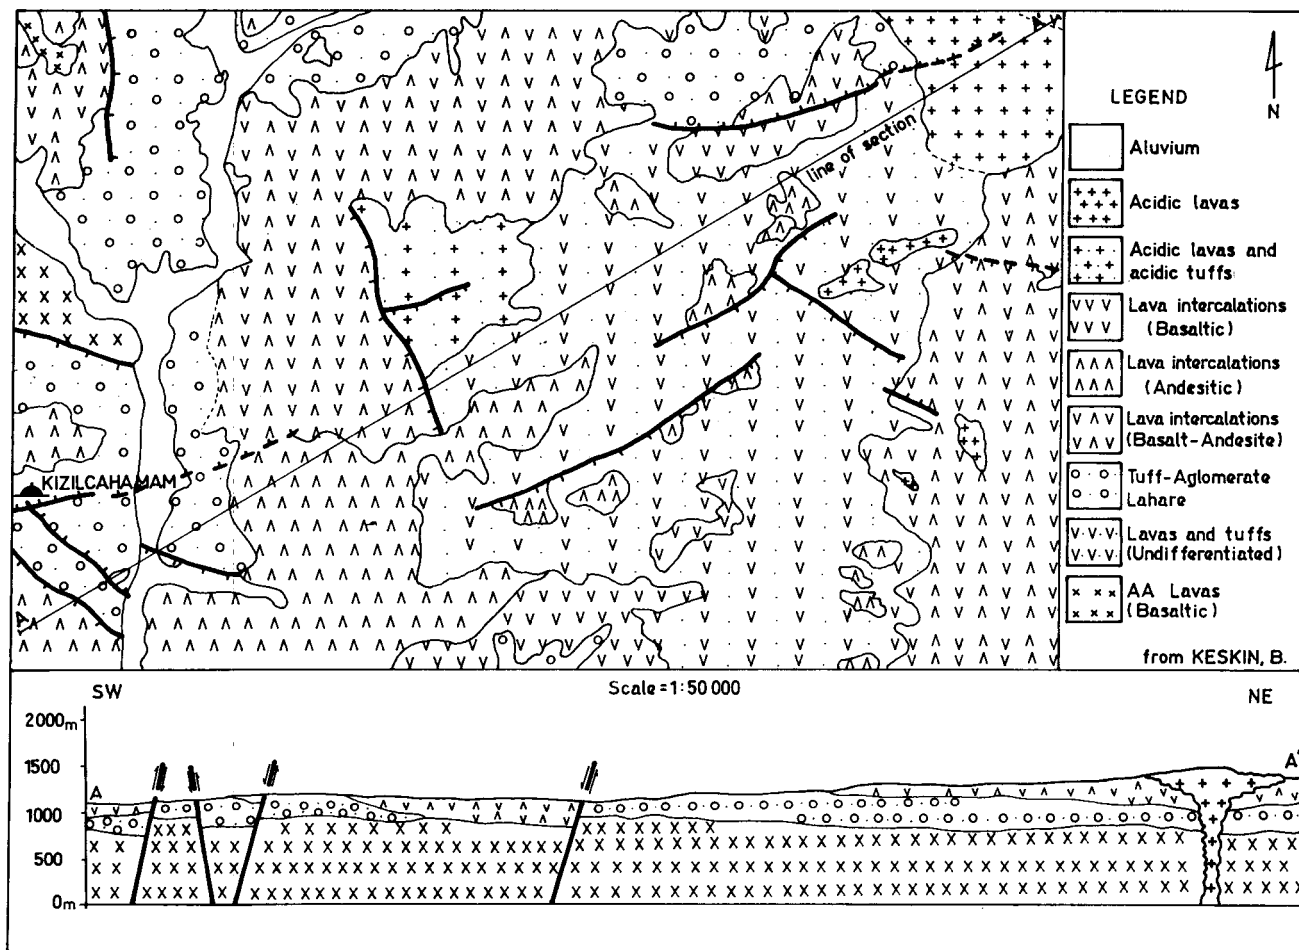 A'
line of section
KIZILCAHAMAM
A
N
LEGEND
Aluvium
Acidic lavas
Acidic lavas and
acidic tuffs
Lava intercalations
(Basaltic)
Lava intercalations
(Andesitic)
Lava intercalations
(Basalt-Andesite)
Tuff-Aglomerate
Lahare
Lavas and tuffs
(Undifferentiated)
AA Lavas
(Basaltic)
from KESKIN, B.
SW
Scale=1:50 000
NE
2000m
1500
1000
500
0m
A
A'